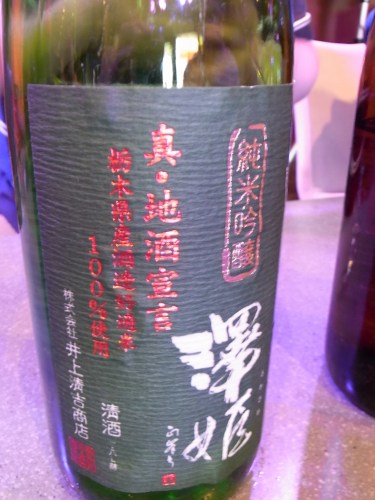 純米吟醸
真・地酒宣言
栃木県産酒造好適米
100%使用
澤姫
清酒
株式会社 井上清吉商店